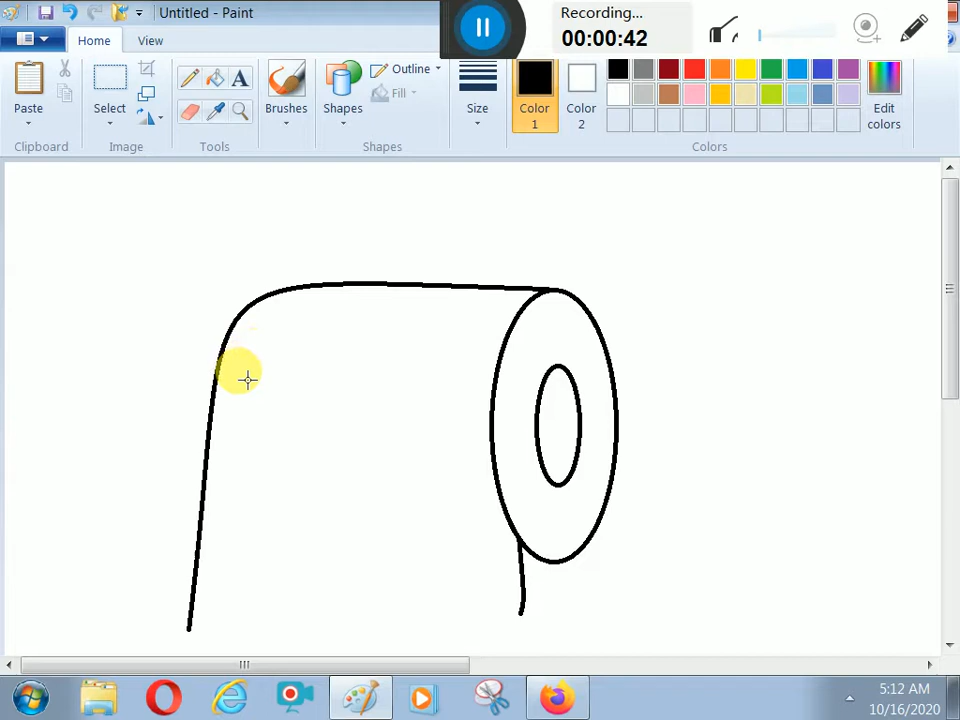 Untitled - Paint
Recording...
00:00:42
Home
View
Paste
Select
A
Brushes
Shapes
Outline
Fill
Size
Color
1
Color
2
Edit
colors
Clipboard
Image
Tools
Shapes
Colors
5:12 AM
10/16/2020